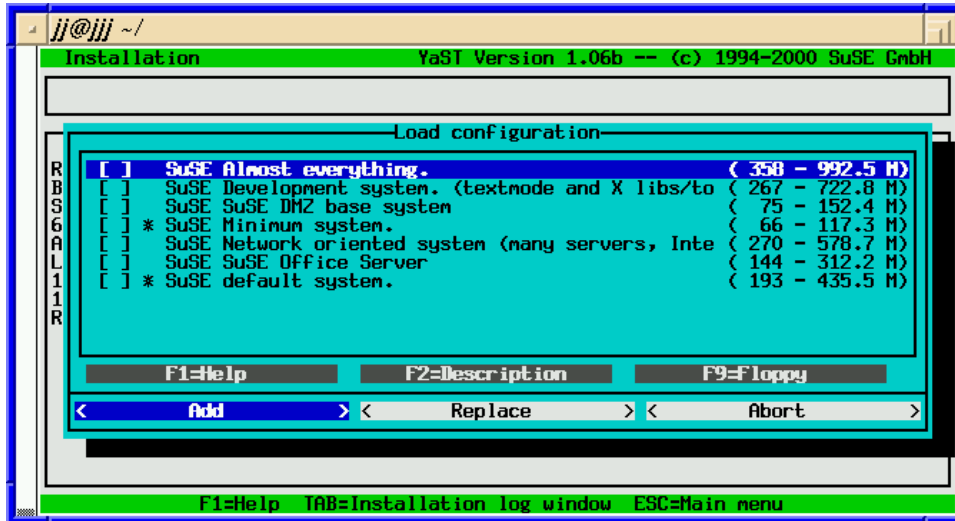 jj@jjj ~/
Installation YaST Version 1.06b -- (c) 1994-2000 SuSE GmbH
Load configuration
R [ ] SuSE Almost everything. ( 358 - 992.5 M)
B [ ] SuSE Development system. (textmode and X libs/to ( 267 - 722.8 M)
S [ ] SuSE SuSE DMZ base system ( 75 - 152.4 M)
6 [ ] * SuSE Minimum system. ( 66 - 117.3 M)
A [ ] SuSE Network oriented system (many servers, Inte ( 270 - 578.7 M)
L [ ] SuSE SuSE Office Server ( 144 - 312.2 M)
1 [ ] * SuSE default system. ( 193 - 435.5 M)
1
R
F1=Help F2=Description F9=Floppy
< Add > < Replace > < Abort >
F1=Help TAB=Installation log window ESC=Main menu